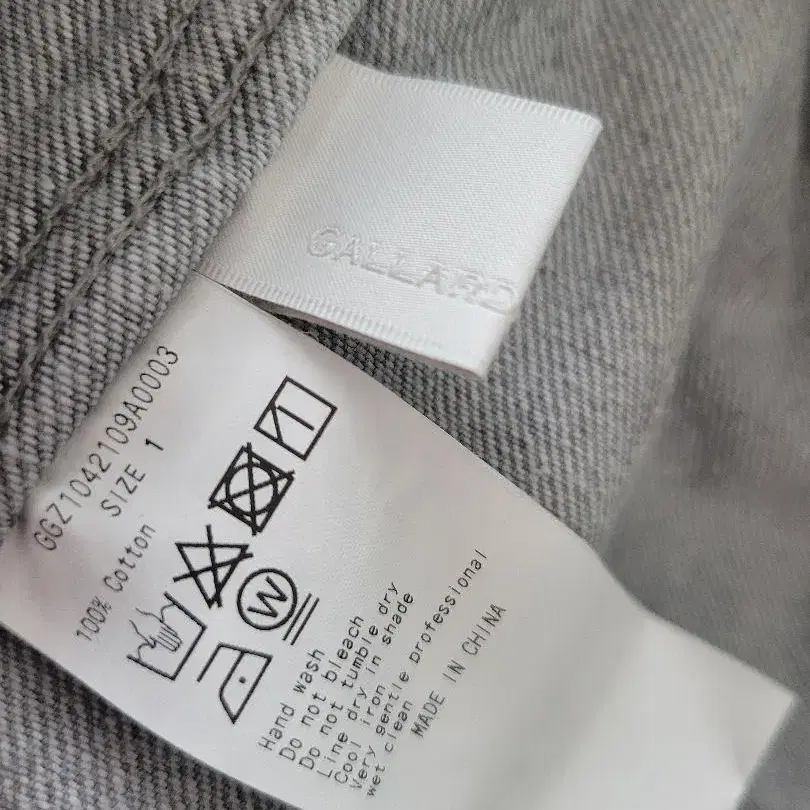 GALLARD
GGZ1042109A0003
SIZE 1
100% Cotton
W
Hand wash
Do not bleach
Do not tumble dry
Line dry in shade
Cool iron
Very gentle professional
wet clean
MADE IN CHINA